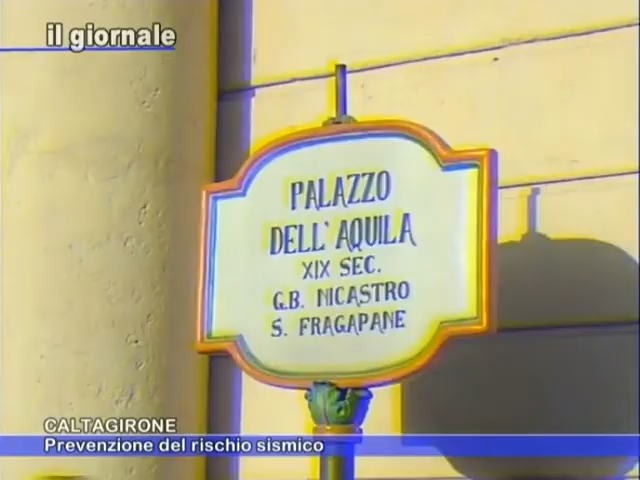 il giornale
PALAZZO
DELL'AQUILA
XIX SEC.
G.B. NICASTRO
S. FRAGAPANE
CALTAGIRONE
Prevenzione del rischio sismico